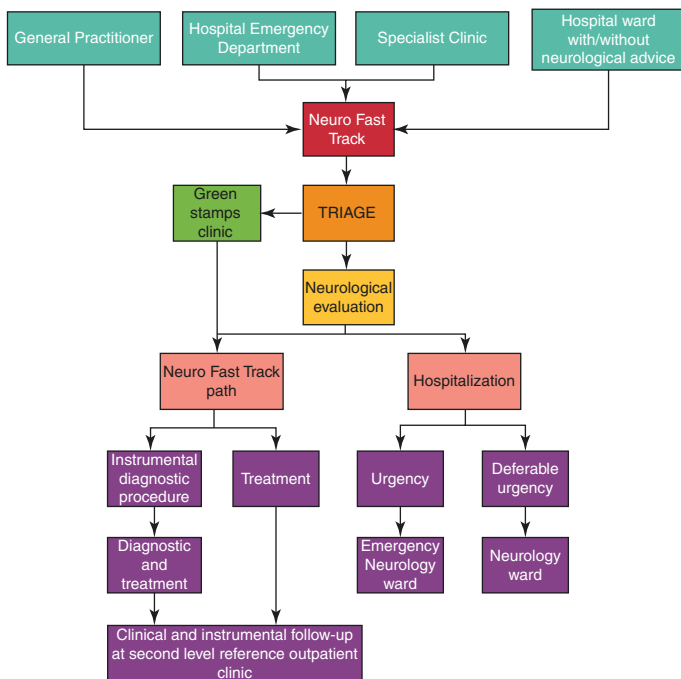 General Practitioner
Hospital Emergency
Department
Specialist Clinic
Hospital ward
with/without
neurological advice
Neuro Fast
Track
Green
stamps
clinic
TRIAGE
Neurological
evaluation
Neuro Fast Track
path
Hospitalization
Instrumental
diagnostic
procedure
Treatment
Urgency
Deferable
urgency
Diagnostic
and
treatment
Emergency
Neurology
ward
Neurology
ward
Clinical and instrumental follow-up
at second level reference outpatient
clinic